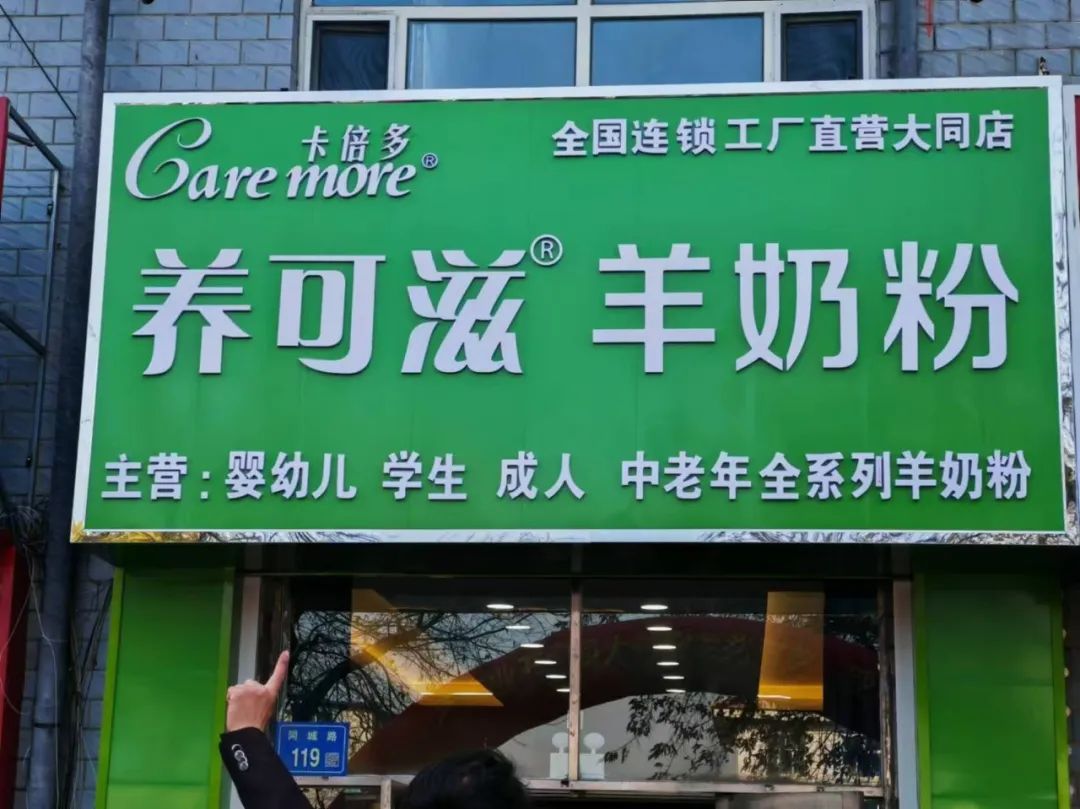 卡倍多
Care more®
全国连锁工厂直营大同店
养可滋® 羊奶粉
主营：婴幼儿 学生 成人 中老年全系列羊奶粉
同城路
119